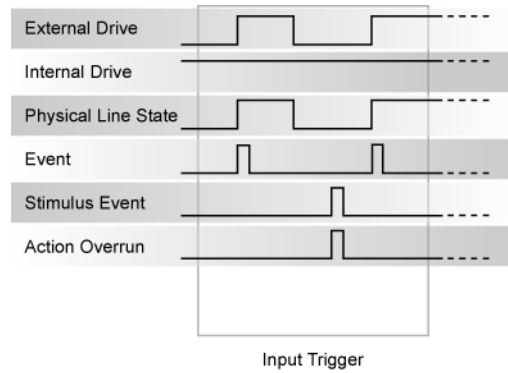 External Drive
Internal Drive
Physical Line State
Event
Stimulus Event
Action Overrun
Input Trigger